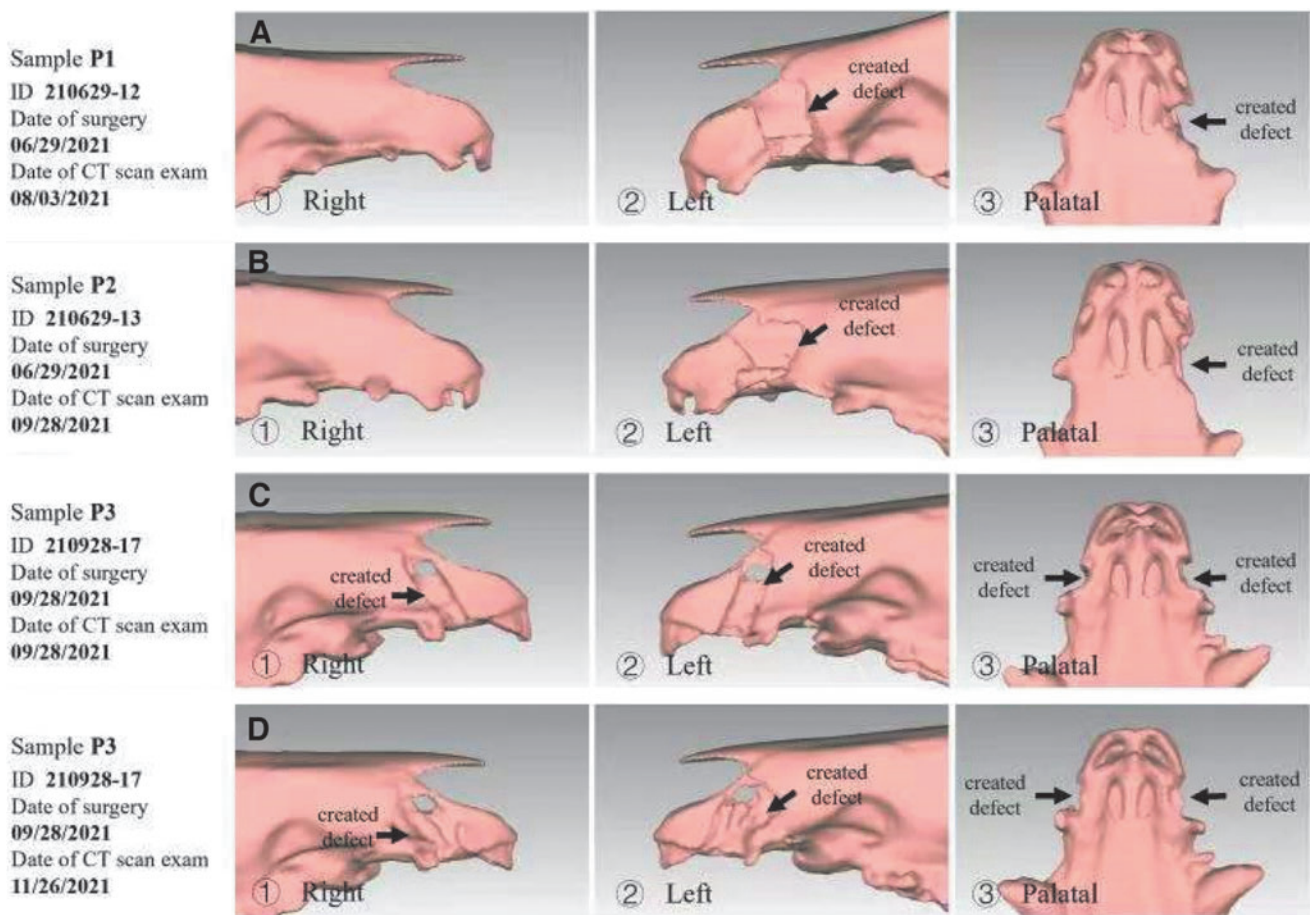 Sample P1
ID 210629-12
Date of surgery
06/29/2021
Date of CT scan exam
08/03/2021
A
① Right
created
defect
② Left
created
defect
③ Palatal
Sample P2
ID 210629-13
Date of surgery
06/29/2021
Date of CT scan exam
09/28/2021
B
① Right
created
defect
② Left
created
defect
③ Palatal
Sample P3
ID 210928-17
Date of surgery
09/28/2021
Date of CT scan exam
09/28/2021
C
created
defect
① Right
created
defect
② Left
created
defect
created
defect
③ Palatal
Sample P3
ID 210928-17
Date of surgery
09/28/2021
Date of CT scan exam
11/26/2021
D
created
defect
① Right
created
defect
② Left
created
defect
created
defect
③ Palatal